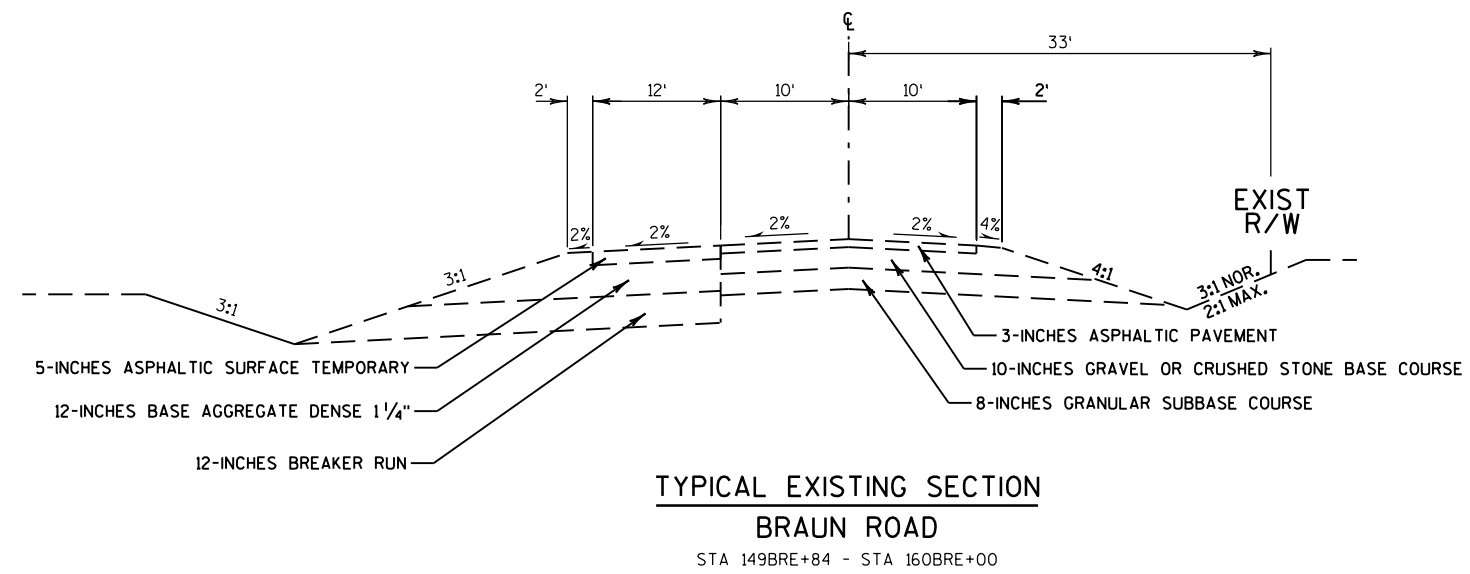 ℄
33'
2' 12' 10' 10' 2'
EXIST
R/W
2% 2% 2% 2% 4%
3:1 3:1 4:1 3:1 NOR.
2:1 MAX.
3-INCHES ASPHALTIC PAVEMENT
5-INCHES ASPHALTIC SURFACE TEMPORARY
10-INCHES GRAVEL OR CRUSHED STONE BASE COURSE
12-INCHES BASE AGGREGATE DENSE 1 1/4"
8-INCHES GRANULAR SUBBASE COURSE
12-INCHES BREAKER RUN
TYPICAL EXISTING SECTION
BRAUN ROAD
STA 149BRE+84 - STA 160BRE+00